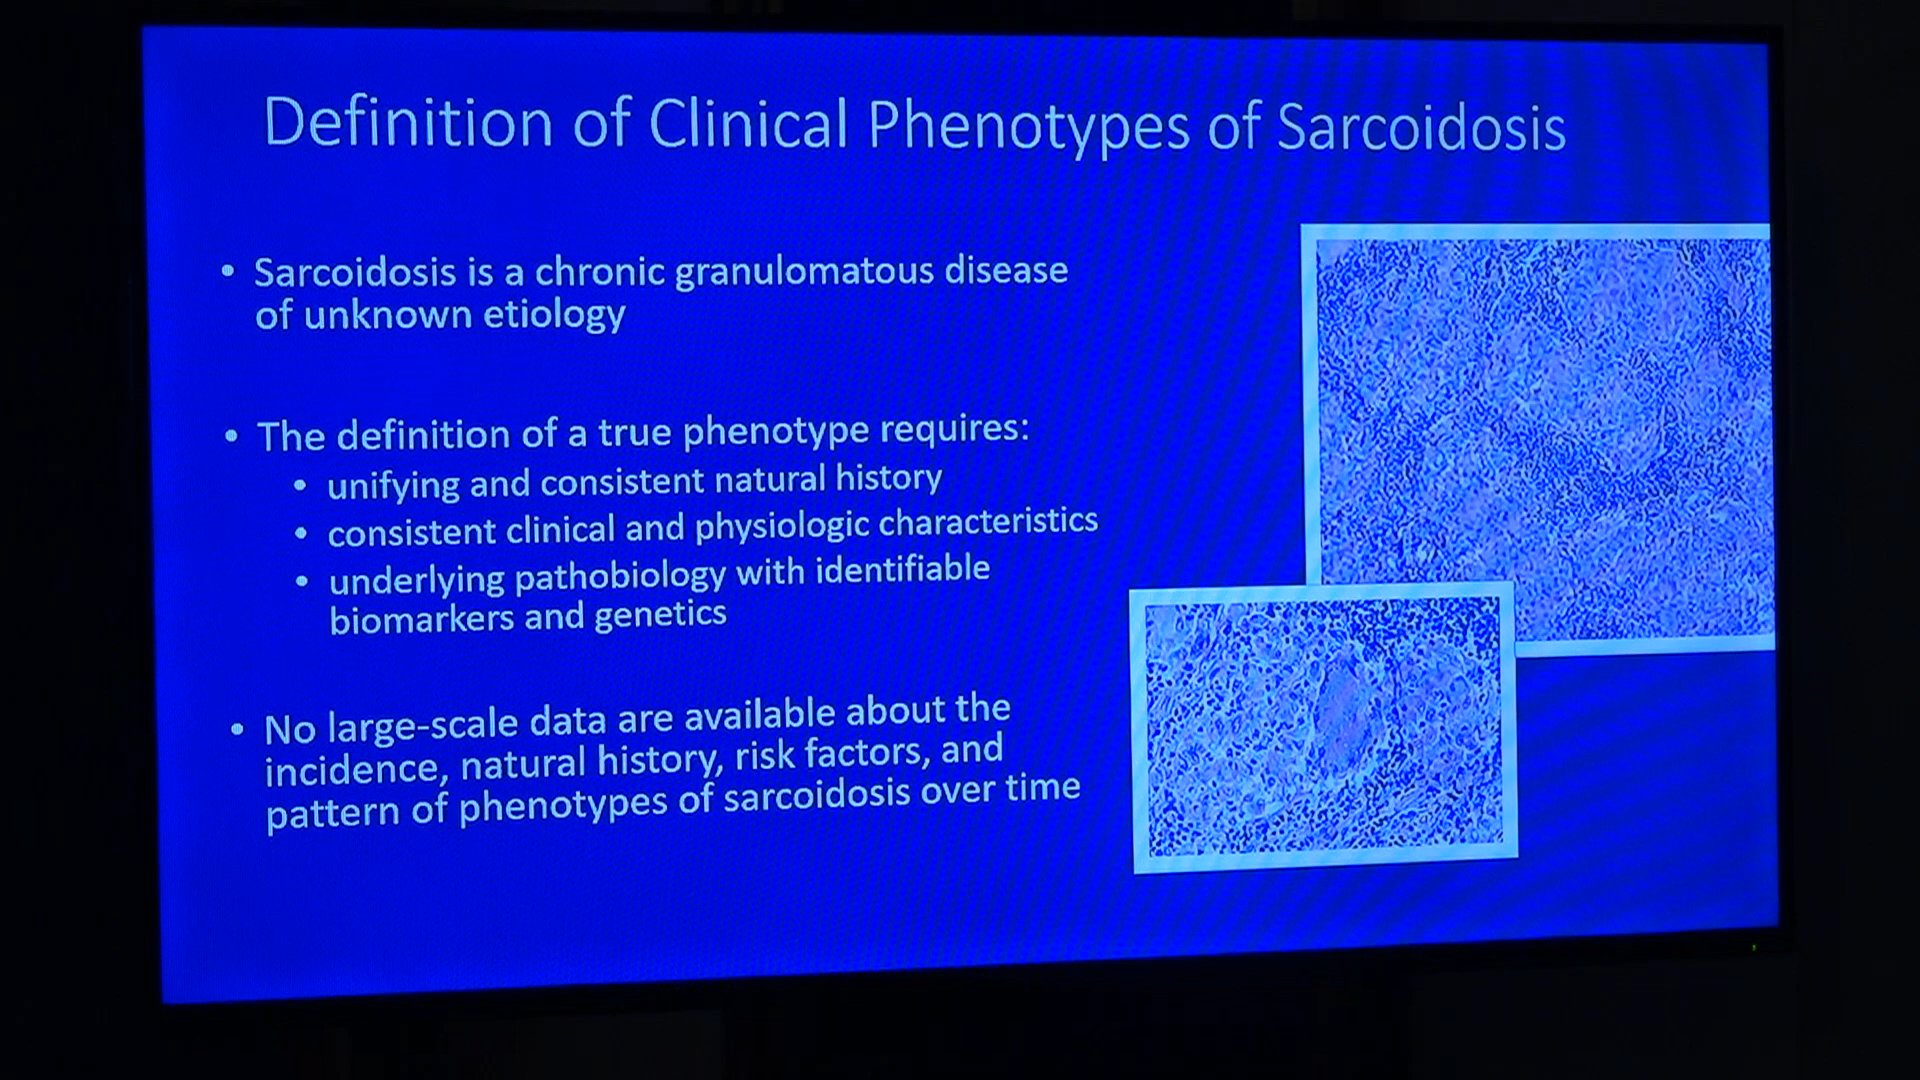 Definition of Clinical Phenotypes of Sarcoidosis
• Sarcoidosis is a chronic granulomatous disease
of unknown etiology
• The definition of a true phenotype requires:
• unifying and consistent natural history
• consistent clinical and physiologic characteristics
• underlying pathobiology with identifiable
biomarkers and genetics
• No large-scale data are available about the
incidence, natural history, risk factors, and
pattern of phenotypes of sarcoidosis over time